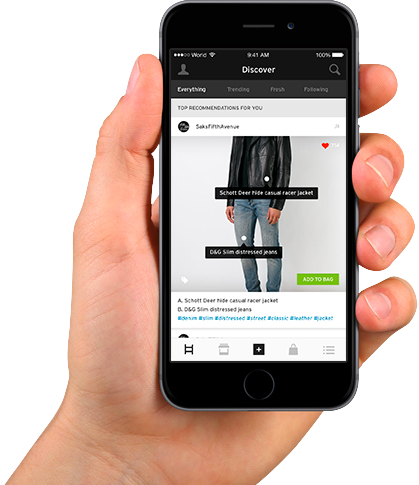 World 9:41 AM 100%
Discover
Everything Trending Fresh Following
TOP RECOMMENDATIONS FOR YOU
SaksFifthAvenue
Schott Deer hide casual racer jacket
D&G Slim distressed jeans
ADD TO BAG
A. Schott Deer hide casual racer jacket
B. D&G Slim distressed jeans
#denim #slim #distressed #street #classic #leather #jacket